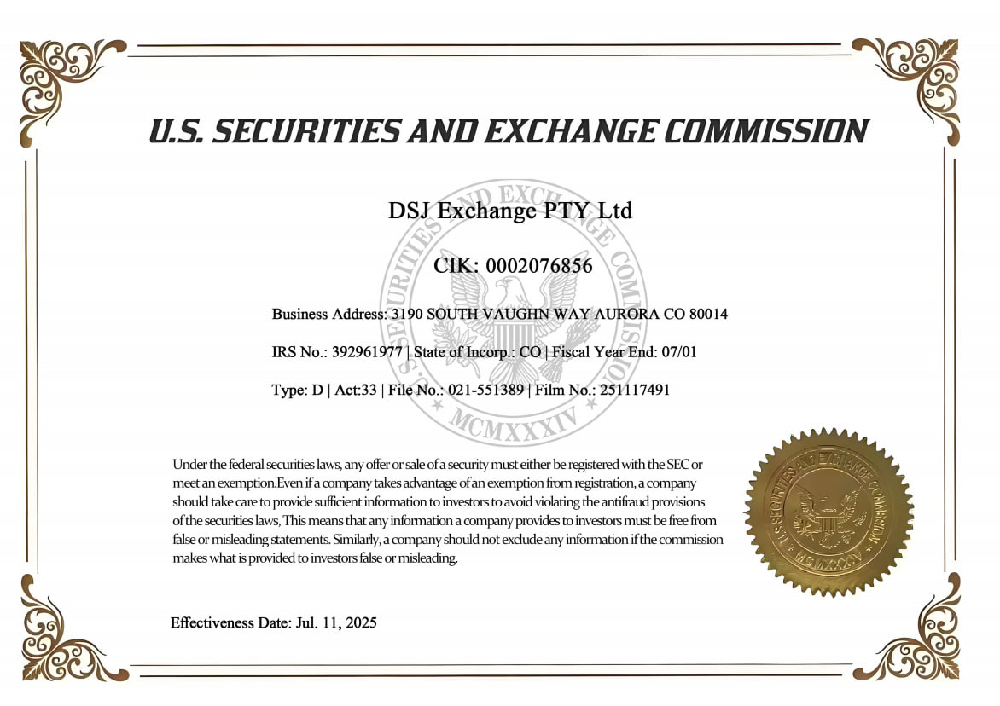 U.S. SECURITIES AND EXCHANGE COMMISSION
DSJ Exchange PTY Ltd
CIK: 0002076856
Business Address: 3190 SOUTH VAUGHN WAY AURORA CO 80014
IRS No.: 392961977 | State of Incorp.: CO | Fiscal Year End: 07/01
Type: D | Act:33 | File No.: 021-551389 | Film No.: 251117491
U.S. SECURITIES AND EXCHANGE COMMISSION
MCMXXXIV
Under the federal securities laws, any offer or sale of a security must either be registered with the SEC or
meet an exemption.Even if a company takes advantage of an exemption from registration, a company
should take care to provide sufficient information to investors to avoid violating the antifraud provisions
of the securities laws, This means that any information a company provides to investors must be free from
false or misleading statements. Similarly, a company should not exclude any information if the commission
makes what is provided to investors false or misleading.
U.S. SECURITIES AND EXCHANGE COMMISSION
MCMXXXIV
Effectiveness Date: Jul. 11, 2025